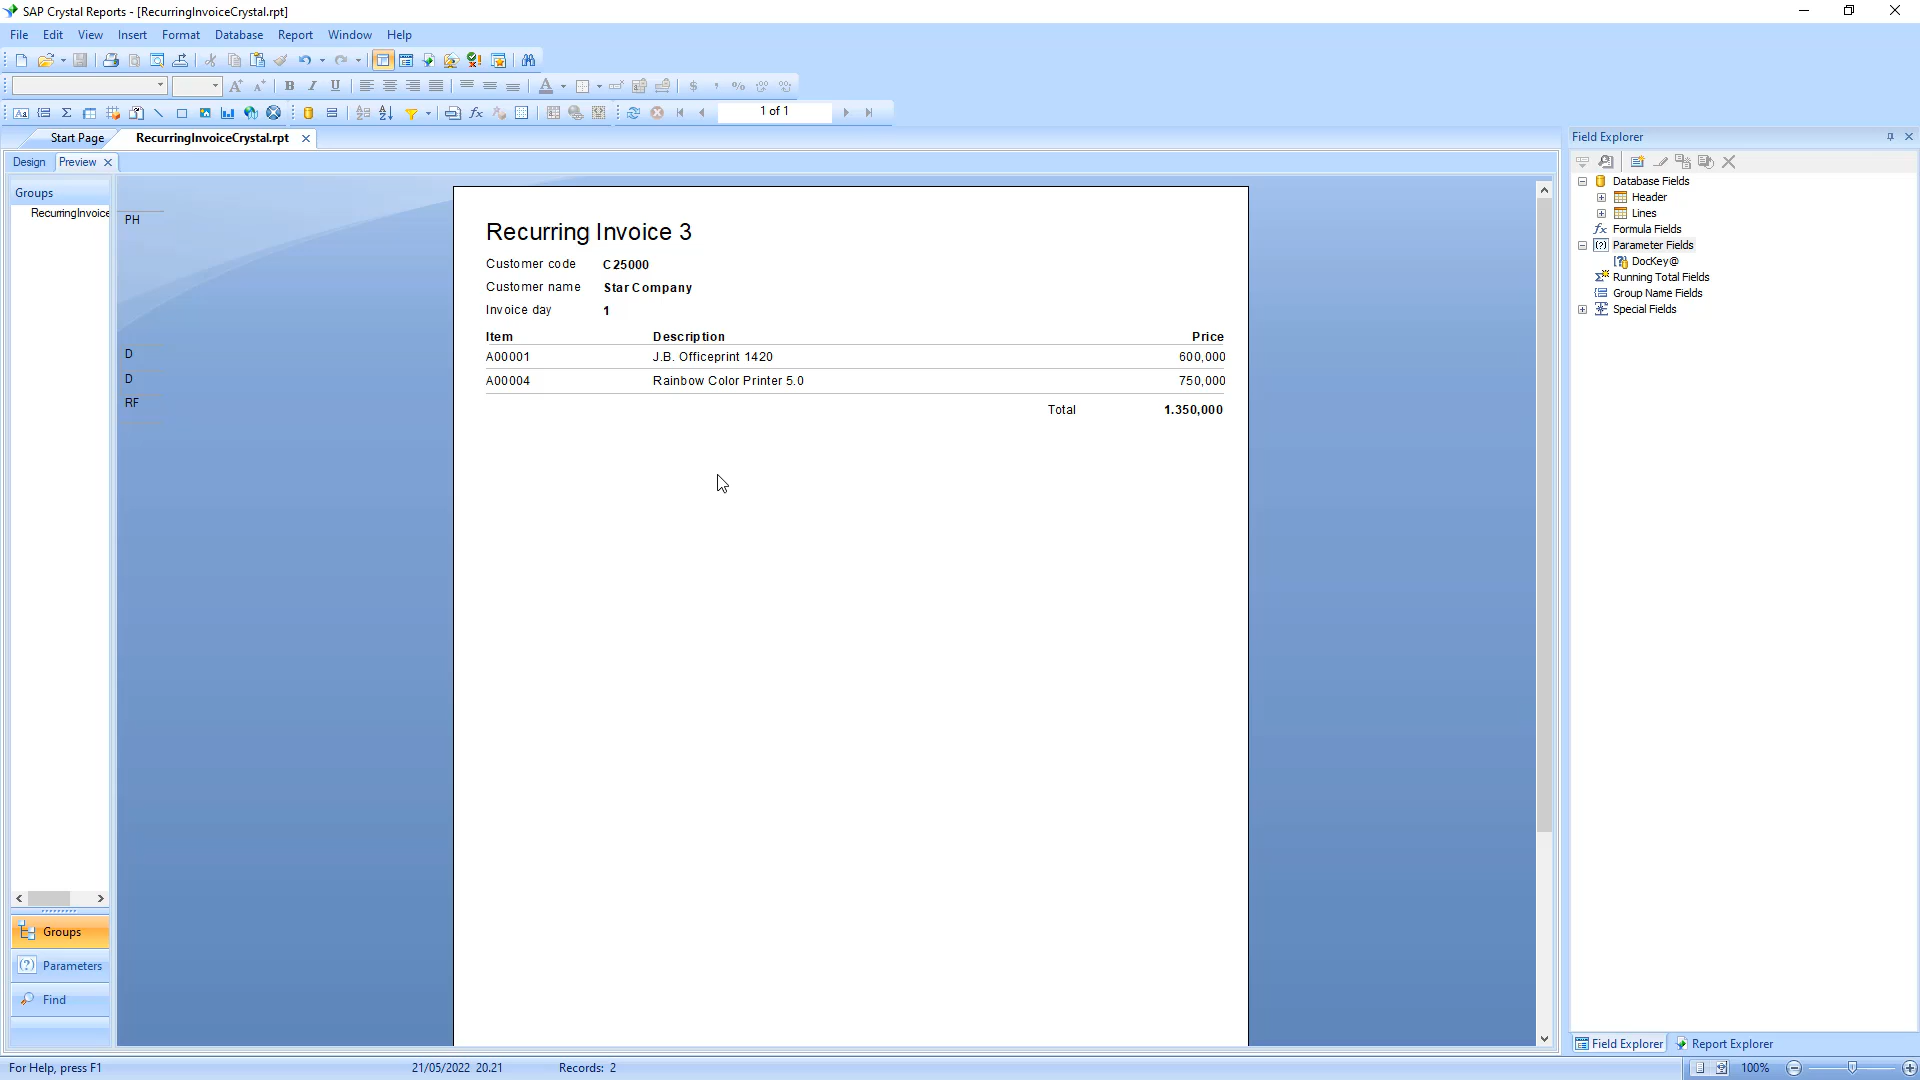 SAP Crystal Reports - [RecurringInvoiceCrystal.rpt]
File Edit View Insert Format Database Report Window Help
1 of 1
Start Page RecurringInvoiceCrystal.rpt
Design Preview
Groups
RecurringInvoice
PH
D
D
RF
Recurring Invoice 3
Customer code C25000
Customer name Star Company
Invoice day 1
Item Description Price
A00001 J.B. Officeprint 1420 600,000
A00004 Rainbow Color Printer 5.0 750,000
Total 1.350,000
Groups
Parameters
Find
Field Explorer
Database Fields
Header
Lines
Formula Fields
Parameter Fields
DocKey@
Running Total Fields
Group Name Fields
Special Fields
Field Explorer Report Explorer
For Help, press F1 21/05/2022 20.21 Records: 2 100%